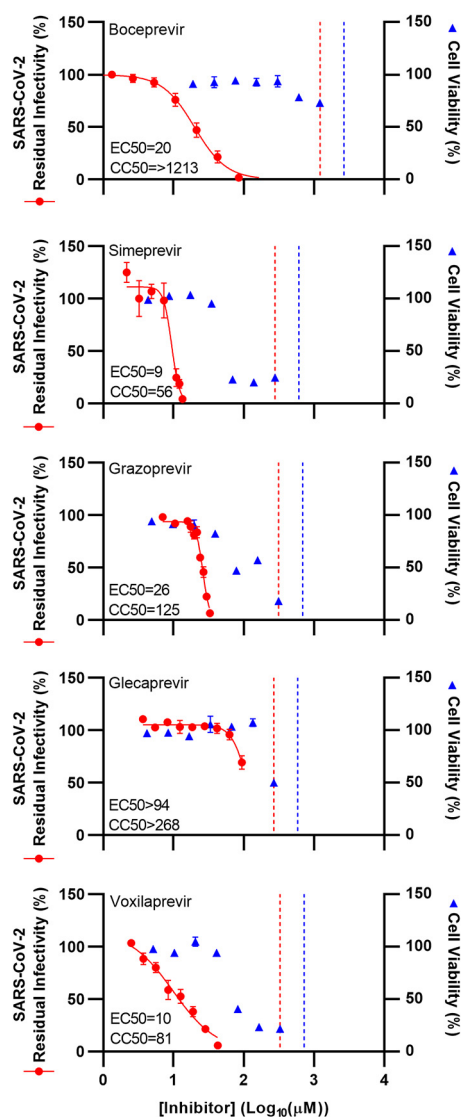 Boceprevir
SARS-CoV-2
Residual Infectivity (%)
150
100
50
0
EC50=20
CC50=>1213
150
100
50
0
Cell Viability
(%)
Simeprevir
SARS-CoV-2
Residual Infectivity (%)
150
100
50
0
EC50=9
CC50=56
150
100
50
0
Cell Viability
(%)
Grazoprevir
SARS-CoV-2
Residual Infectivity (%)
150
100
50
0
EC50=26
CC50=125
150
100
50
0
Cell Viability
(%)
Glecaprevir
SARS-CoV-2
Residual Infectivity (%)
150
100
50
0
EC50>94
CC50>268
150
100
50
0
Cell Viability
(%)
Voxilaprevir
SARS-CoV-2
Residual Infectivity (%)
150
100
50
0
EC50=10
CC50=81
150
100
50
0
Cell Viability
(%)
0 1 2 3 4
[Inhibitor] (Log10(μM))